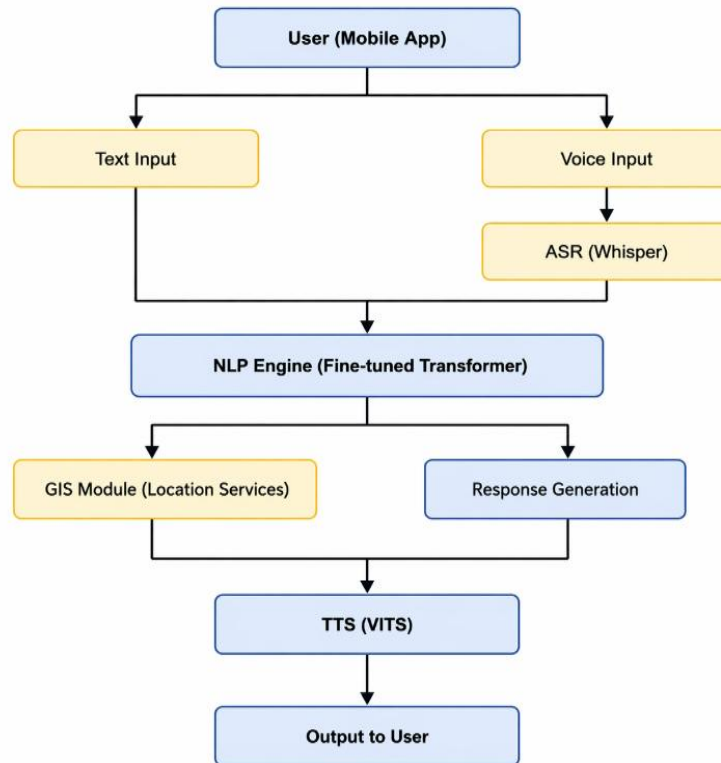 User (Mobile App)
Text Input
Voice Input
ASR (Whisper)
NLP Engine (Fine-tuned Transformer)
GIS Module (Location Services)
Response Generation
TTS (VITS)
Output to User